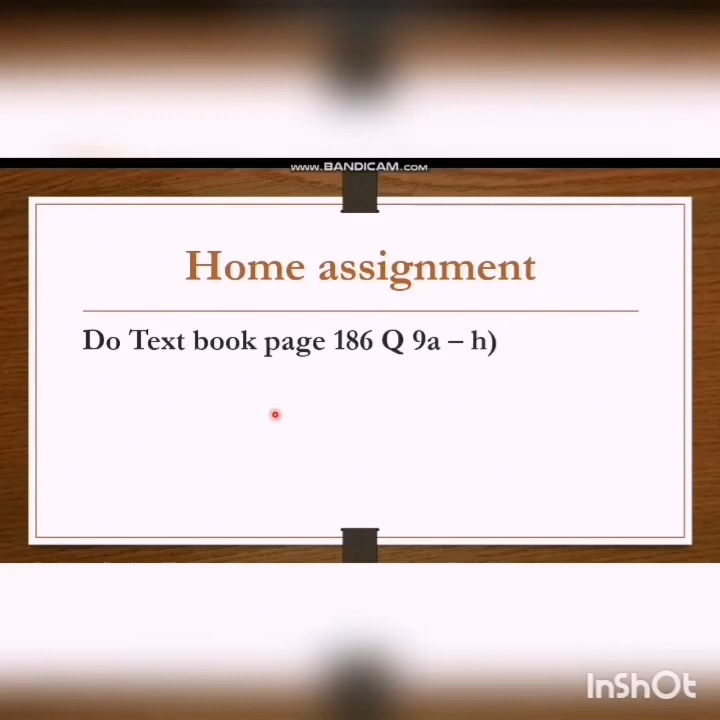 www.BANDICAM.com
Home assignment
Do Text book page 186 Q 9a – h)
InShOt